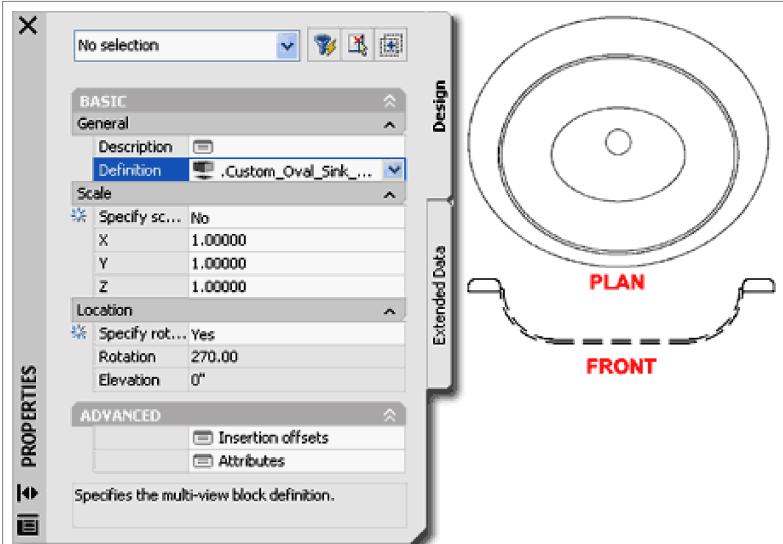 No selection
BASIC
General
Description
Definition .Custom_Oval_Sink_...
Scale
Specify sc... No
X 1.00000
Y 1.00000
Z 1.00000
Location
Specify rot... Yes
Rotation 270.00
Elevation 0"
ADVANCED
Insertion offsets
Attributes
Specifies the multi-view block definition.
PROPERTIES
Design
Extended Data
PLAN
FRONT